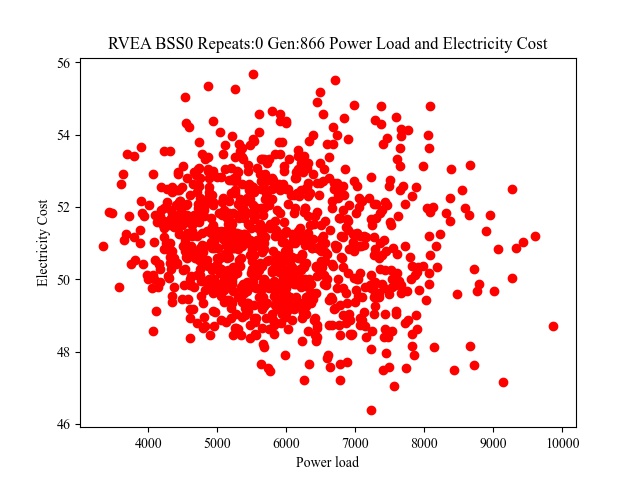 RVEA BSS0 Repeats:0 Gen:866 Power Load and Electricity Cost
56
54
52
50
48
46
Electricity Cost
4000 5000 6000 7000 8000 9000 10000
Power load